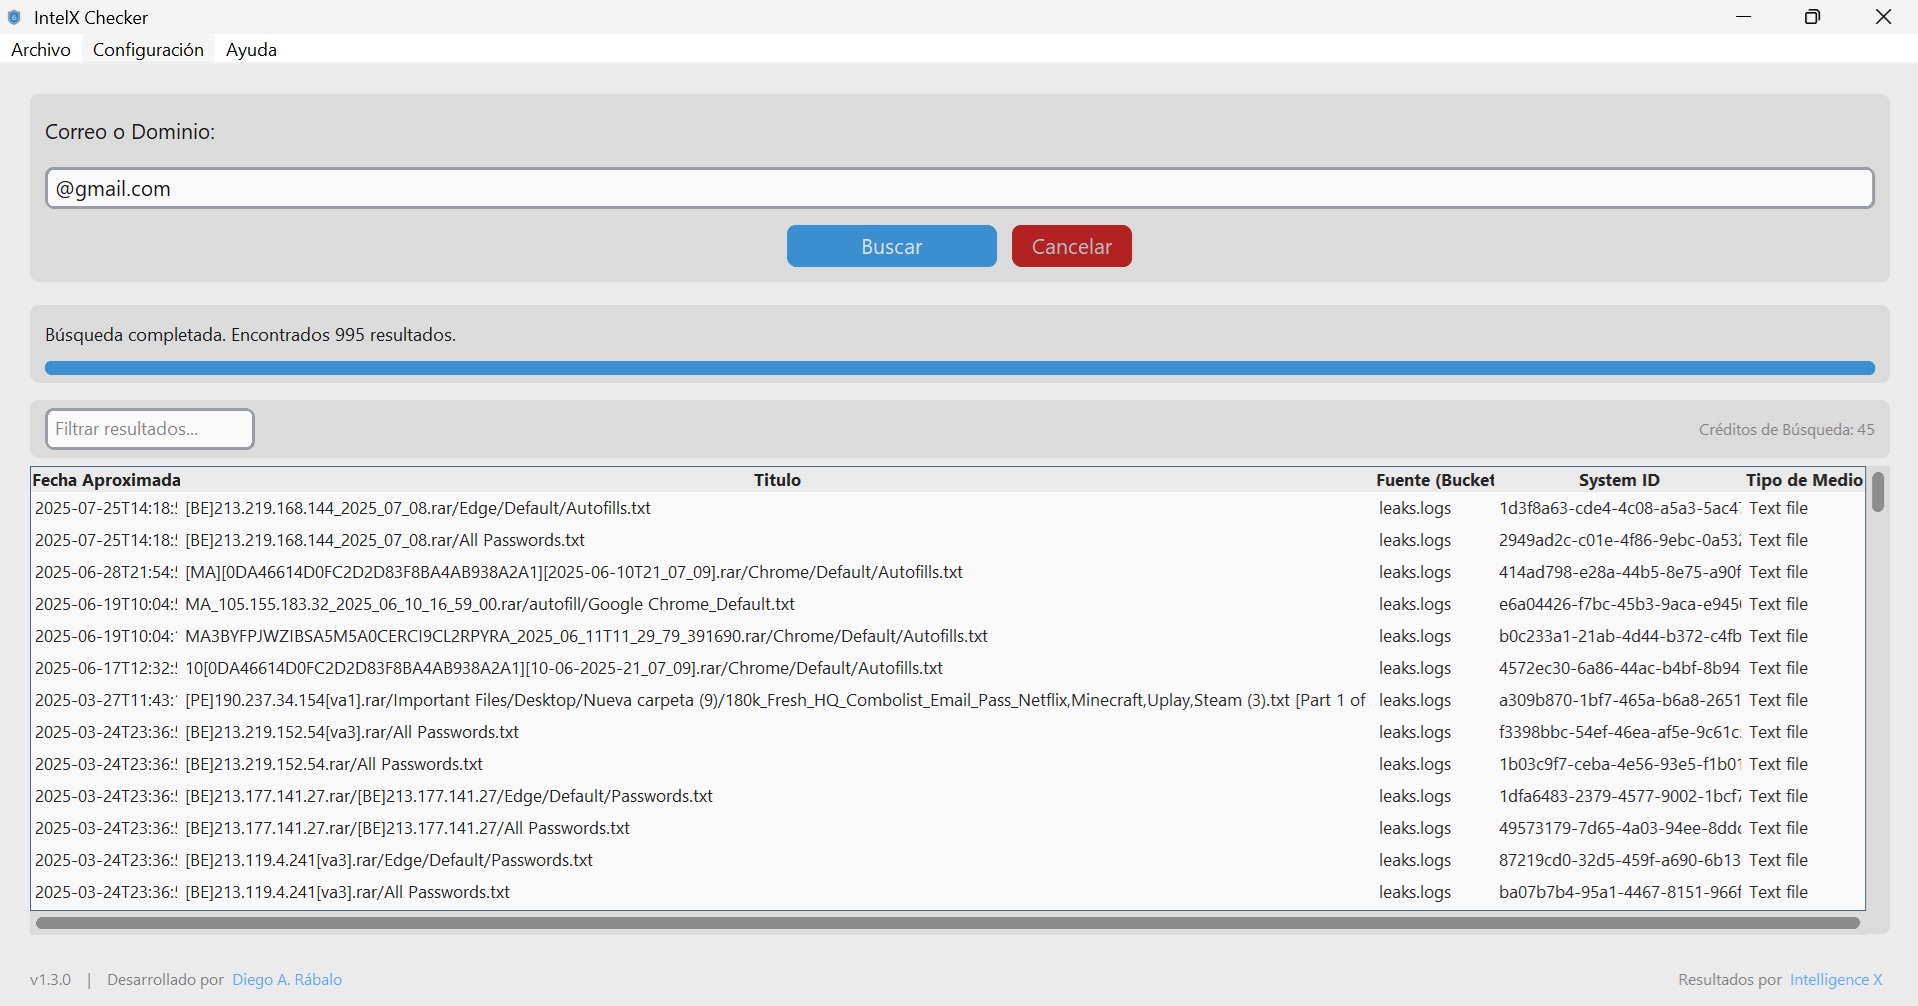 IntelX Checker
Archivo Configuración Ayuda
Correo o Dominio:
@gmail.com
Buscar Cancelar
Búsqueda completada. Encontrados 995 resultados.
Filtrar resultados... Créditos de Búsqueda: 45
Fecha Aproximada Titulo Fuente (Bucket System ID Tipo de Medio
2025-07-25T14:18: [BE]213.219.168.144_2025_07_08.rar/Edge/Default/Autofills.txt leaks.logs 1d3f8a63-cde4-4c08-a5a3-5ac4 Text file
2025-07-25T14:18: [BE]213.219.168.144_2025_07_08.rar/All Passwords.txt leaks.logs 2949ad2c-c01e-4f86-9ebc-0a53 Text file
2025-06-28T21:54: [MA][0DA46614D0FC2D2D83F8BA4AB938A2A1][2025-06-10T21_07_09].rar/Chrome/Default/Autofills.txt leaks.logs 414ad798-e28a-44b5-8e75-a90f Text file
2025-06-19T10:04: MA_105.155.183.32_2025_06_10_16_59_00.rar/autofill/Google Chrome_Default.txt leaks.logs e6a04426-f7bc-45b3-9aca-e945 Text file
2025-06-19T10:04: MA3BYFPJWZIBSA5M5A0CERCI9CL2RPYRA_2025_06_11T11_29_79_391690.rar/Chrome/Default/Autofills.txt leaks.logs b0c233a1-21ab-4d44-b372-c4fb Text file
2025-06-17T12:32: 10[0DA46614D0FC2D2D83F8BA4AB938A2A1][10-06-2025-21_07_09].rar/Chrome/Default/Autofills.txt leaks.logs 4572ec30-6a86-44ac-b4bf-8b94 Text file
2025-03-27T11:43: [PE]190.237.34.154[va1].rar/Important Files/Desktop/Nueva carpeta (9)/180k_Fresh_HQ_Combolist_Email_Pass_Netflix,Minecraft,Uplay,Steam (3).txt [Part 1 of leaks.logs a309b870-1bf7-465a-b6a8-2651 Text file
2025-03-24T23:36: [BE]213.219.152.54[va3].rar/All Passwords.txt leaks.logs f3398bbc-54ef-46ea-af5e-9c61c Text file
2025-03-24T23:36: [BE]213.219.152.54.rar/All Passwords.txt leaks.logs 1b03c9f7-ceba-4e56-93e5-f1b0 Text file
2025-03-24T23:36: [BE]213.177.141.27.rar/[BE]213.177.141.27/Edge/Default/Passwords.txt leaks.logs 1dfa6483-2379-4577-9002-1bcf Text file
2025-03-24T23:36: [BE]213.177.141.27.rar/[BE]213.177.141.27/All Passwords.txt leaks.logs 49573179-7d65-4a03-94ee-8dd Text file
2025-03-24T23:36: [BE]213.119.4.241[va3].rar/Edge/Default/Passwords.txt leaks.logs 87219cd0-32d5-459f-a690-6b13 Text file
2025-03-24T23:36: [BE]213.119.4.241[va3].rar/All Passwords.txt leaks.logs ba07b7b4-95a1-4467-8151-966f Text file
v1.3.0 | Desarrollado por Diego A. Rábalo Resultados por Intelligence X